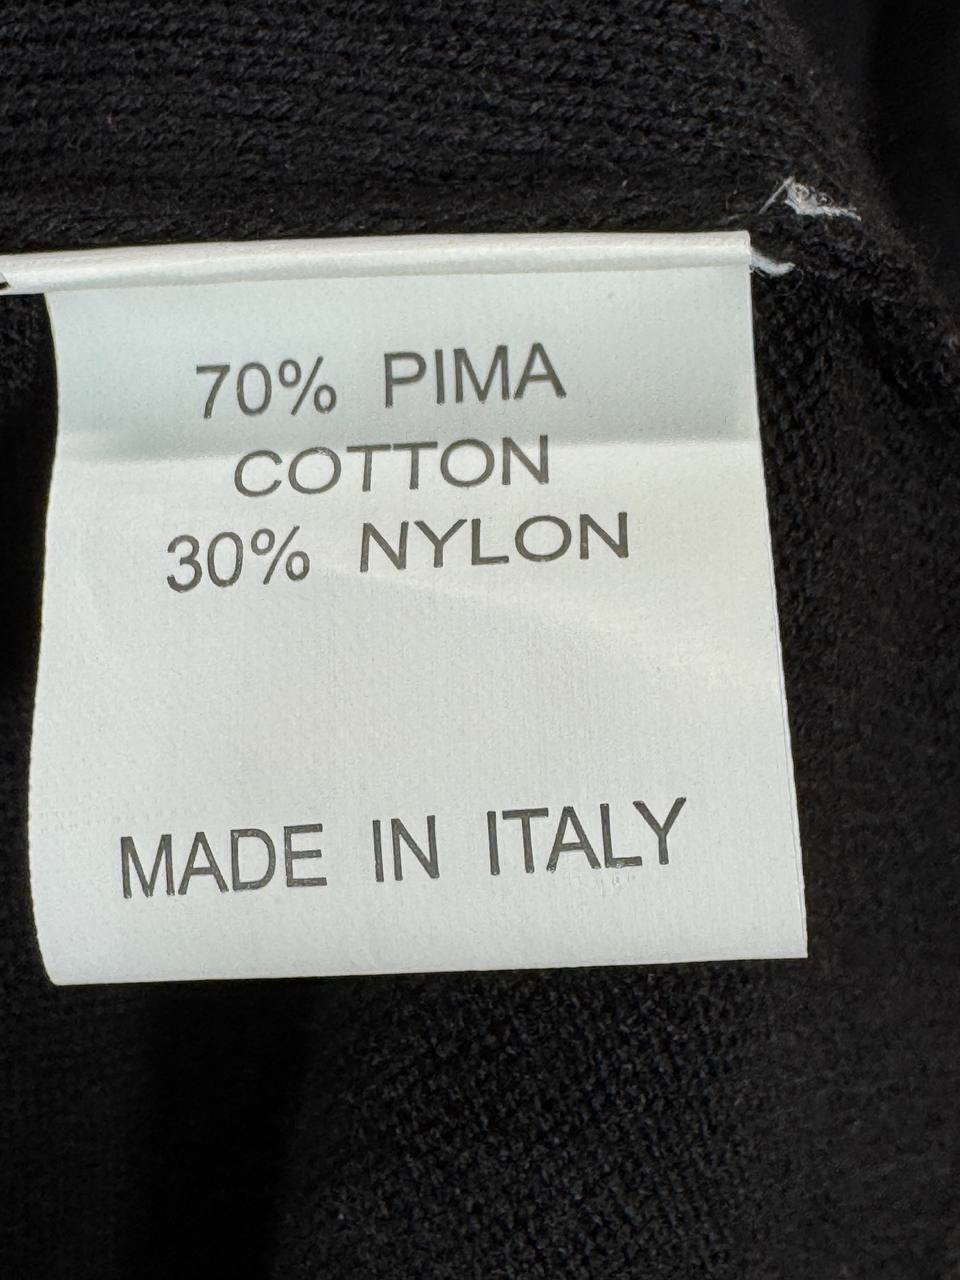 70% PIMA
COTTON
30% NYLON
MADE IN ITALY